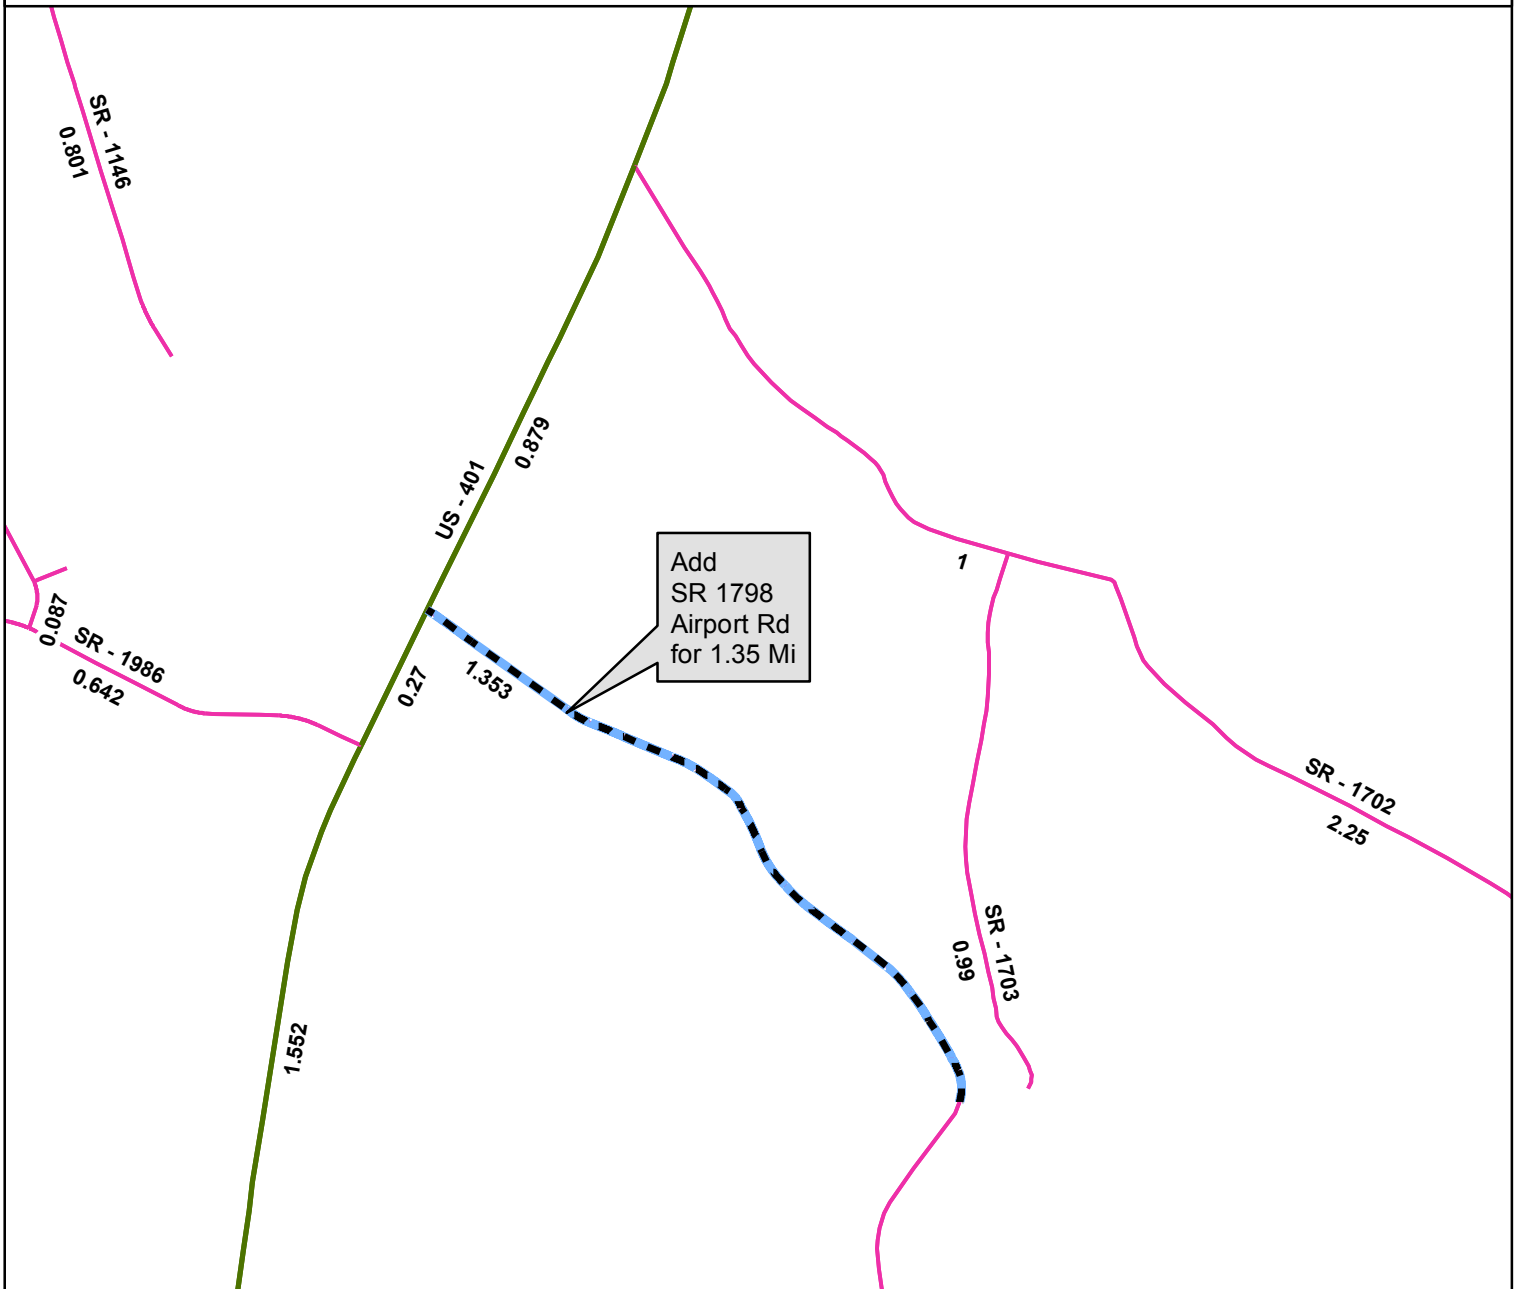 SR - 1146
0.801
US - 401
0.879
Add
SR 1798
Airport Rd
for 1.35 Mi
1
0.087
SR - 1986
0.642
0.27
1.353
SR - 1702
2.25
SR - 1703
0.99
1.552